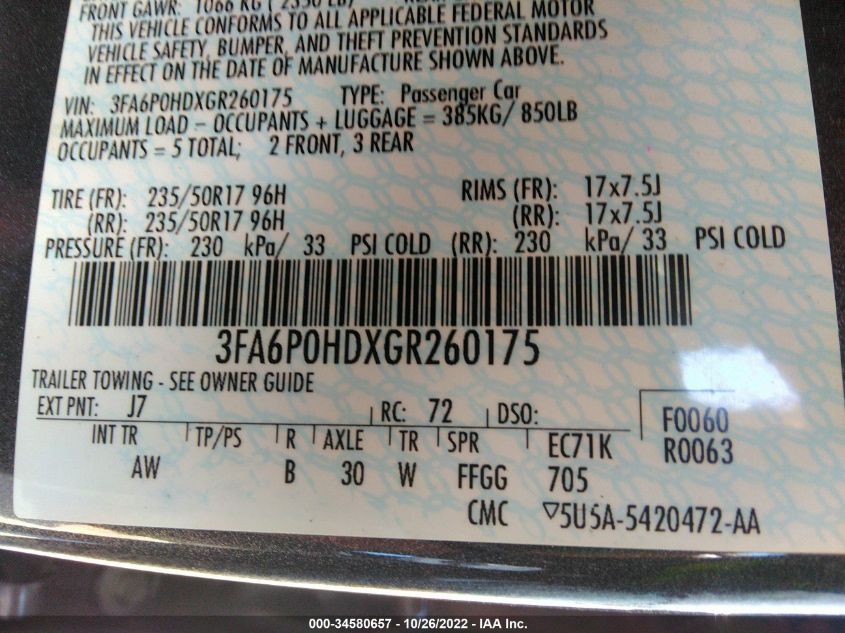 FRONT GAWR: 1066 KG ( 2350 LB)
THIS VEHICLE CONFORMS TO ALL APPLICABLE FEDERAL MOTOR
VEHICLE SAFETY, BUMPER, AND THEFT PREVENTION STANDARDS
IN EFFECT ON THE DATE OF MANUFACTURE SHOWN ABOVE.
VIN: 3FA6P0HDXGR260175 TYPE: Passenger Car
MAXIMUM LOAD – OCCUPANTS + LUGGAGE = 385KG/ 850LB
OCCUPANTS = 5 TOTAL; 2 FRONT, 3 REAR
TIRE (FR): 235/50R17 96H RIMS (FR): 17x7.5J
(RR): 235/50R17 96H (RR): 17x7.5J
PRESSURE (FR): 230 kPa/ 33 PSI COLD (RR): 230 kPa/ 33 PSI COLD
3FA6P0HDXGR260175
TRAILER TOWING - SEE OWNER GUIDE
EXT PNT: J7 RC: 72 DSO: F0060
INT TR TP/PS R AXLE TR SPR EC71K R0063
AW B 30 W FFGG 705
CMC ▽5U5A-5420472-AA
000-34580657 - 10/26/2022 - IAA Inc.